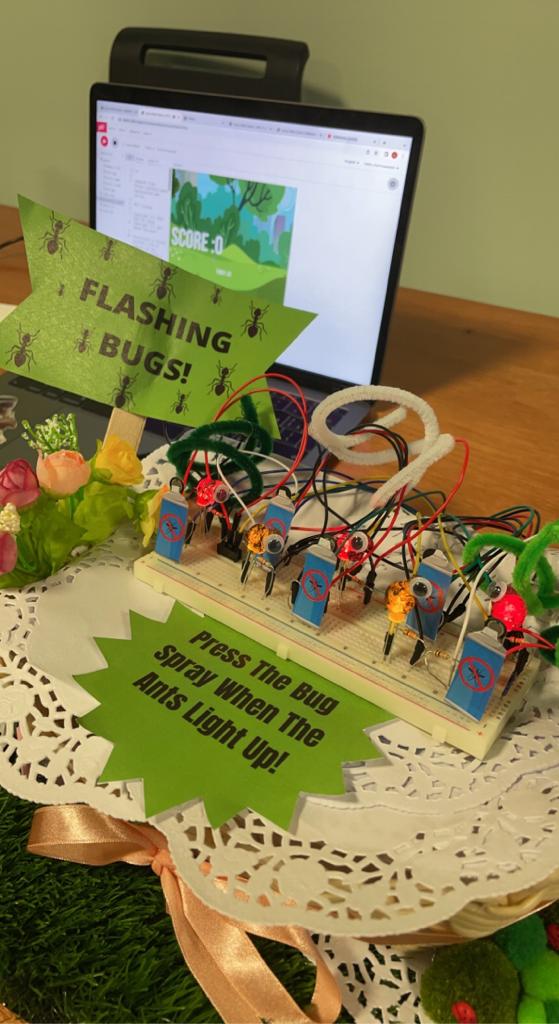 SCORE :0
FLASHING
BUGS!
Press The Bug
Spray When The
Ants Light Up!